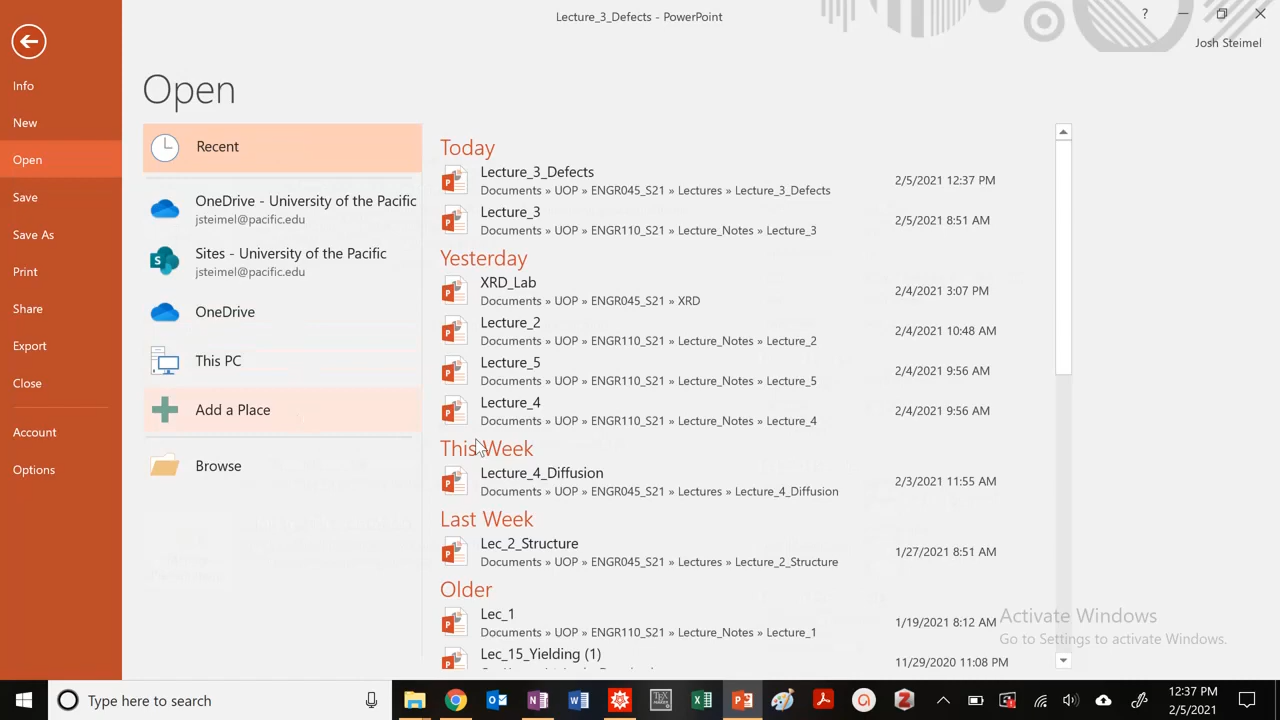 Lecture_3_Defects - PowerPoint
?
Josh Steimel
Info
New
Open
Save
Save As
Print
Share
Export
Close
Account
Options
Open
Recent
OneDrive - University of the Pacific
jsteimel@pacific.edu
Sites - University of the Pacific
jsteimel@pacific.edu
OneDrive
This PC
Add a Place
Browse
Today
Lecture_3_Defects
Documents » UOP » ENGR045_S21 » Lectures » Lecture_3_Defects
2/5/2021 12:37 PM
Lecture_3
Documents » UOP » ENGR110_S21 » Lecture_Notes » Lecture_3
2/5/2021 8:51 AM
Yesterday
XRD_Lab
Documents » UOP » ENGR045_S21 » XRD
2/4/2021 3:07 PM
Lecture_2
Documents » UOP » ENGR110_S21 » Lecture_Notes » Lecture_2
2/4/2021 10:48 AM
Lecture_5
Documents » UOP » ENGR110_S21 » Lecture_Notes » Lecture_5
2/4/2021 9:56 AM
Lecture_4
Documents » UOP » ENGR110_S21 » Lecture_Notes » Lecture_4
2/4/2021 9:56 AM
This Week
Lecture_4_Diffusion
Documents » UOP » ENGR045_S21 » Lectures » Lecture_4_Diffusion
2/3/2021 11:55 AM
Last Week
Lec_2_Structure
Documents » UOP » ENGR045_S21 » Lectures » Lecture_2_Structure
1/27/2021 8:51 AM
Older
Lec_1
Documents » UOP » ENGR110_S21 » Lecture_Notes » Lecture_1
1/19/2021 8:12 AM
Lec_15_Yielding (1)
11/29/2020 11:08 PM
Activate Windows
Go to Settings to activate Windows.
Type here to search
12:37 PM
2/5/2021